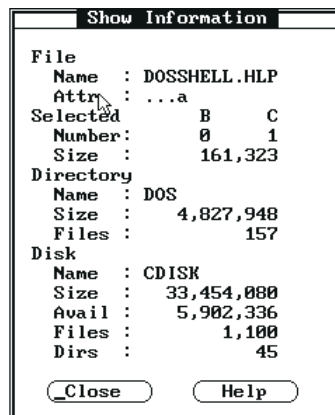 Show Information
File
Name : DOSSHELL.HLP
Attr : ...a
Selected B C
Number: 0 1
Size : 161,323
Directory
Name : DOS
Size : 4,827,948
Files : 157
Disk
Name : CDISK
Size : 33,454,080
Avail : 5,902,336
Files : 1,100
Dirs : 45
Close Help